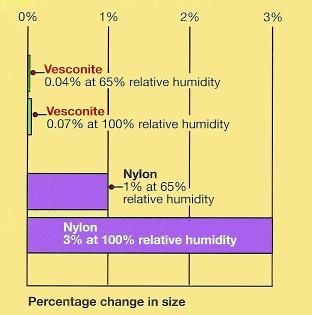 0% 1% 2% 3%
Vesconite
0.04% at 65% relative humidity
Vesconite
0.07% at 100% relative humidity
Nylon
1% at 65%
relative humidity
Nylon
3% at 100% relative humidity
Percentage change in size